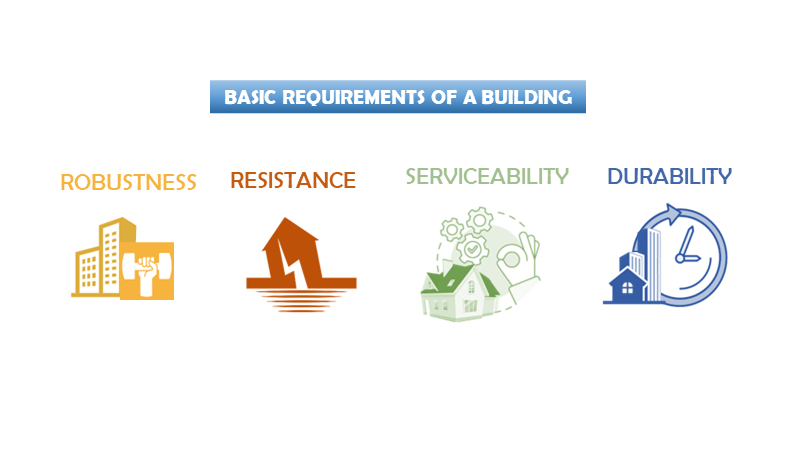 BASIC REQUIREMENTS OF A BUILDING
ROBUSTNESS
RESISTANCE
SERVICEABILITY
DURABILITY